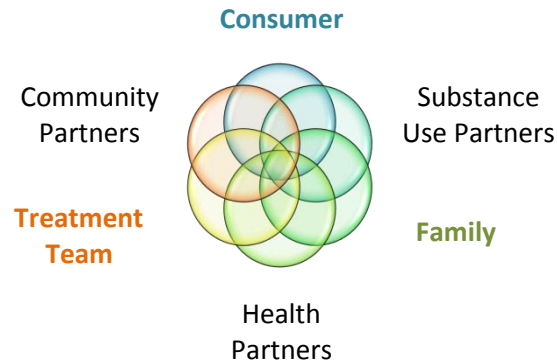 Consumer
Community
Partners
Substance
Use Partners
Treatment
Team
Family
Health
Partners